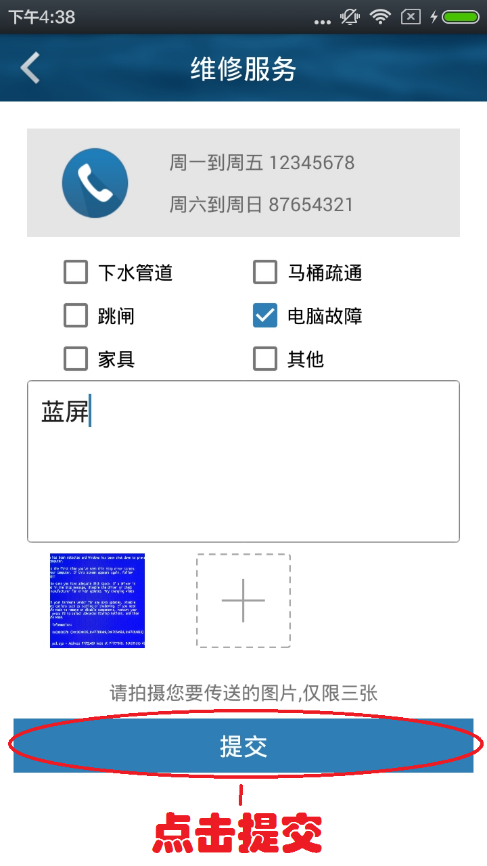 下午4:38
维修服务
周一到周五 12345678
周六到周日 87654321
下水管道 马桶疏通
跳闸 电脑故障
家具 其他
蓝屏
请拍摄您要传送的图片,仅限三张
提交
点击提交